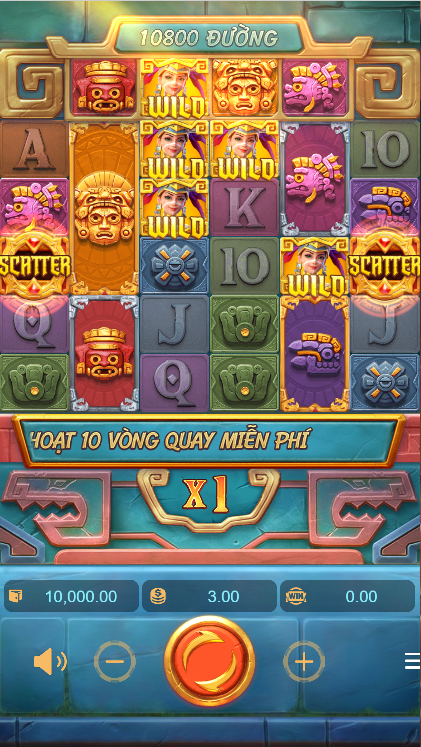 10800 ĐƯỜNG
WILD
WILD
WILD
A
10
WILD
K
SCATTER
SCATTER
10
WILD
Q
J
J
Q
HOẠT 10 VÒNG QUAY MIỄN PHÍ
x1
10,000.00
3.00
WIN
0.00